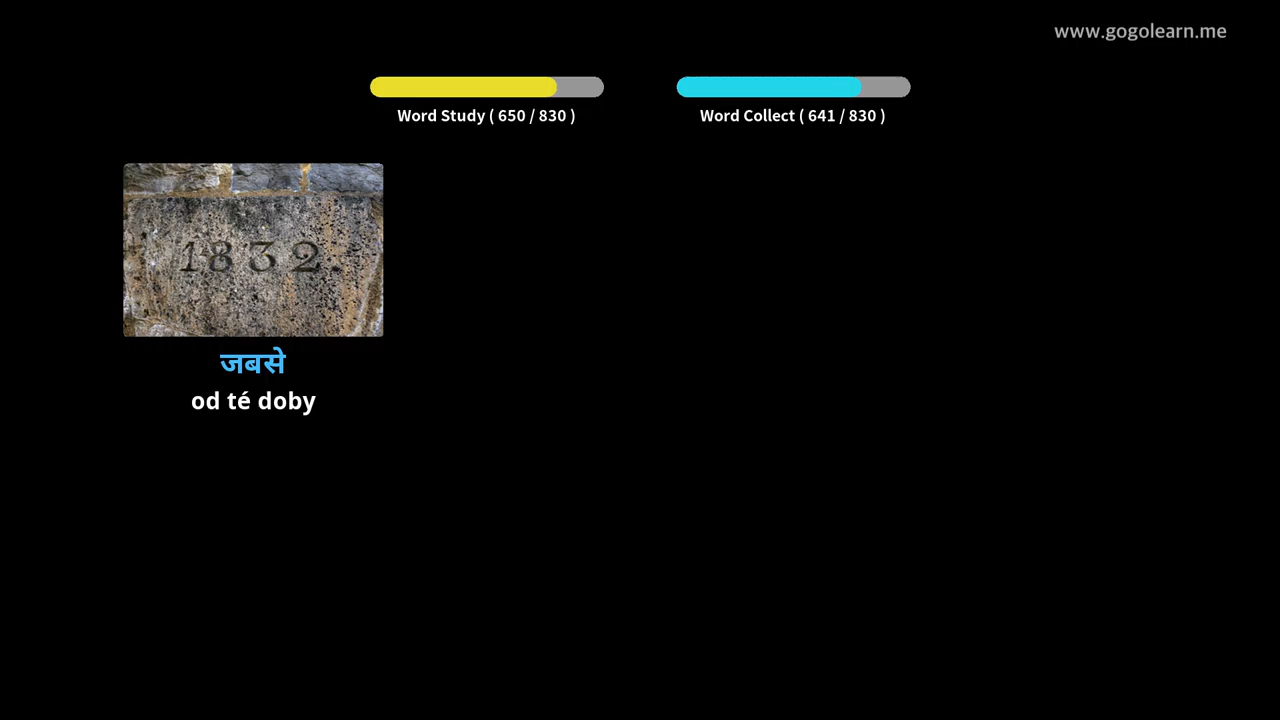 www.gogolearn.me
Word Study ( 650 / 830 )
Word Collect ( 641 / 830 )
1832.
जबसे
od té doby